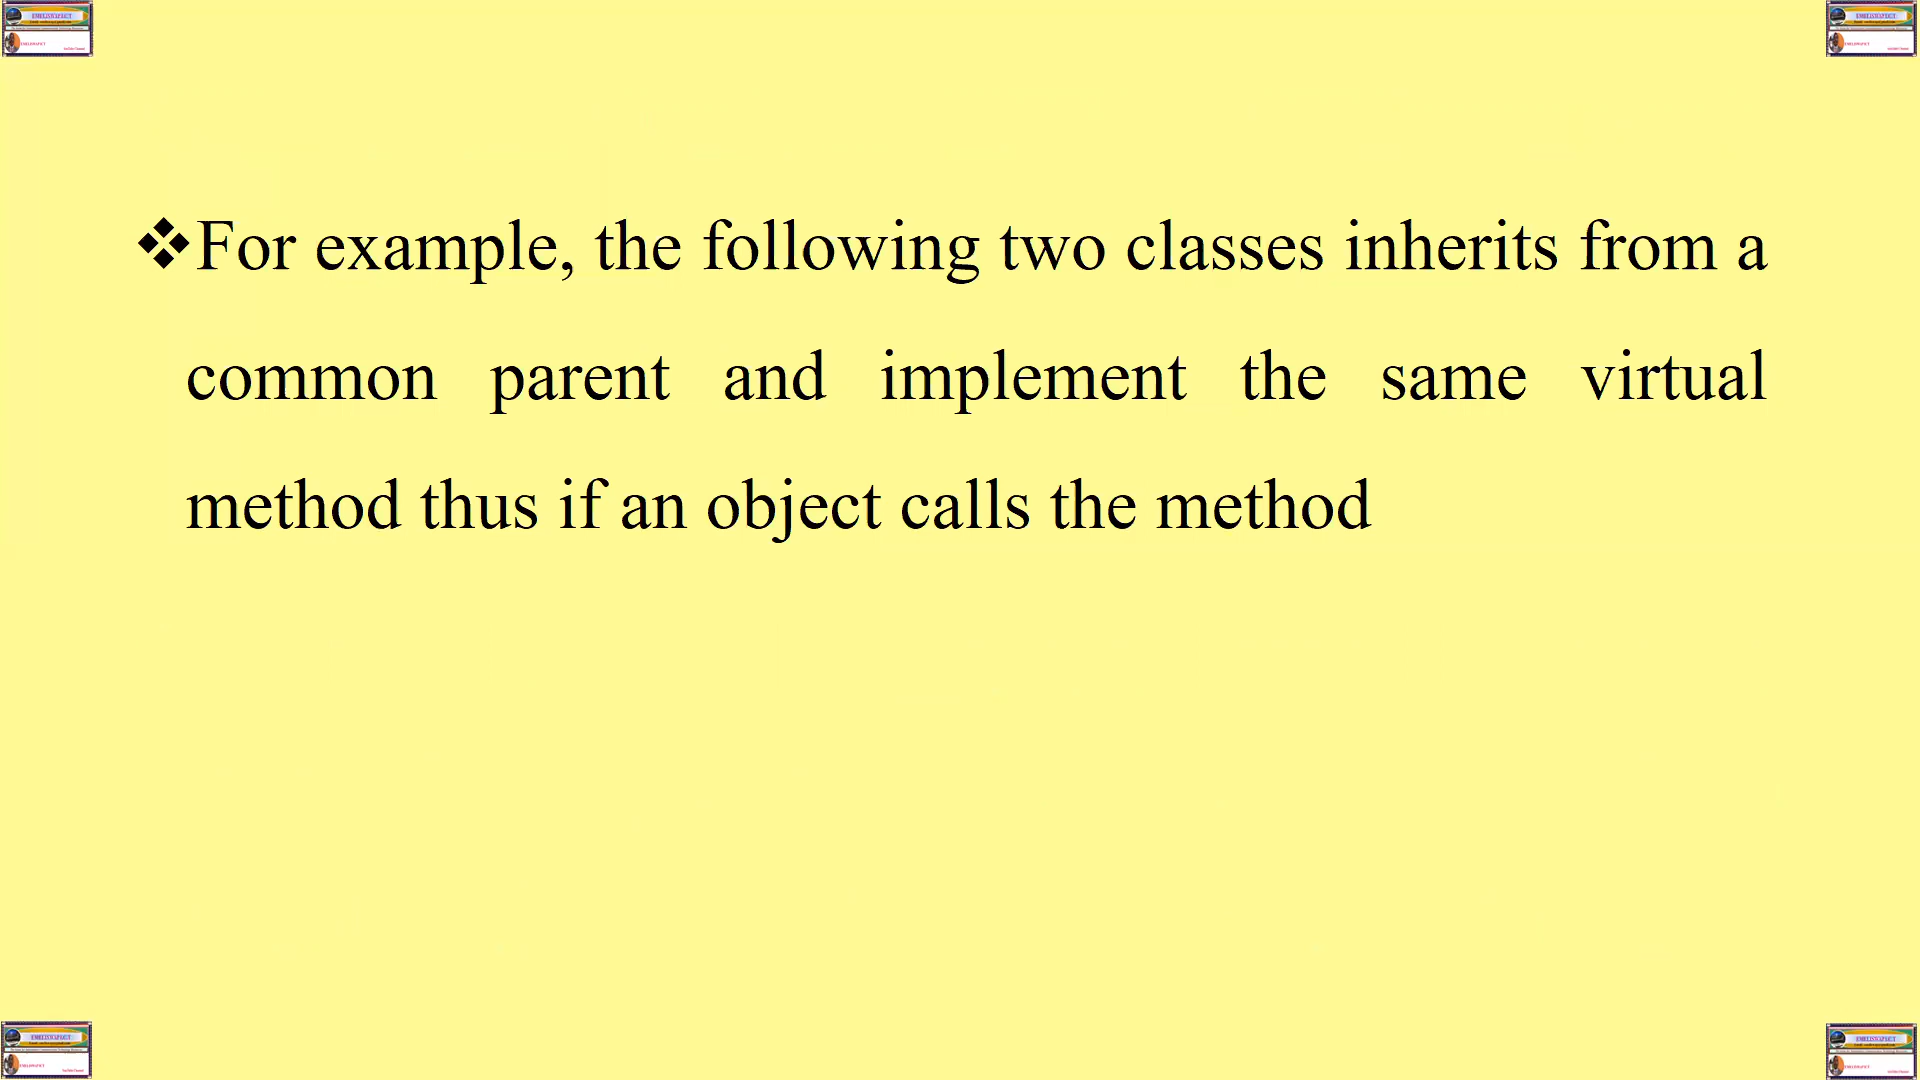 ❖For example, the following two classes inherits from a
common parent and implement the same virtual
method thus if an object calls the method